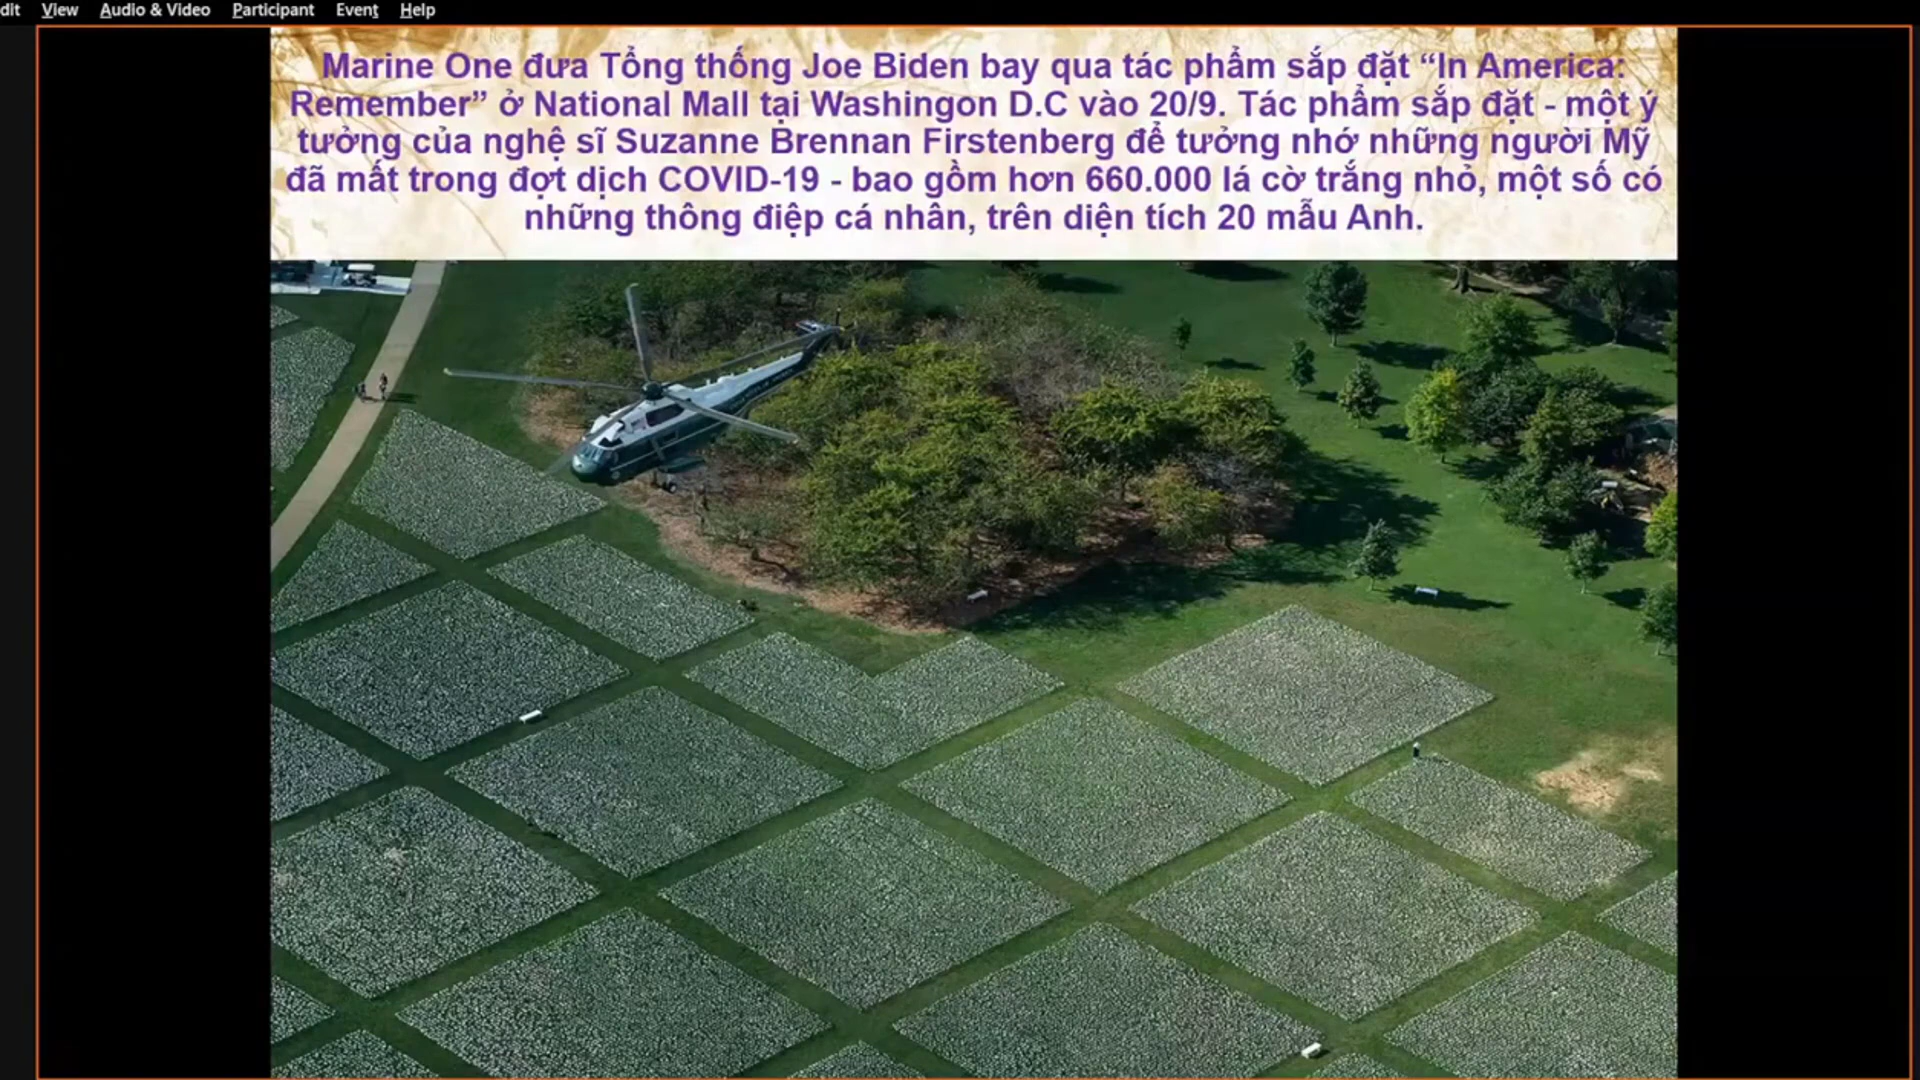 dit View Audio & Video Participant Event Help
Marine One đưa Tổng thống Joe Biden bay qua tác phẩm sắp đặt “In America:
Remember” ở National Mall tại Washingon D.C vào 20/9. Tác phẩm sắp đặt - một ý
tưởng của nghệ sĩ Suzanne Brennan Firstenberg để tưởng nhớ những người Mỹ
đã mất trong đợt dịch COVID-19 - bao gồm hơn 660.000 lá cờ trắng nhỏ, một số có
những thông điệp cá nhân, trên diện tích 20 mẫu Anh.